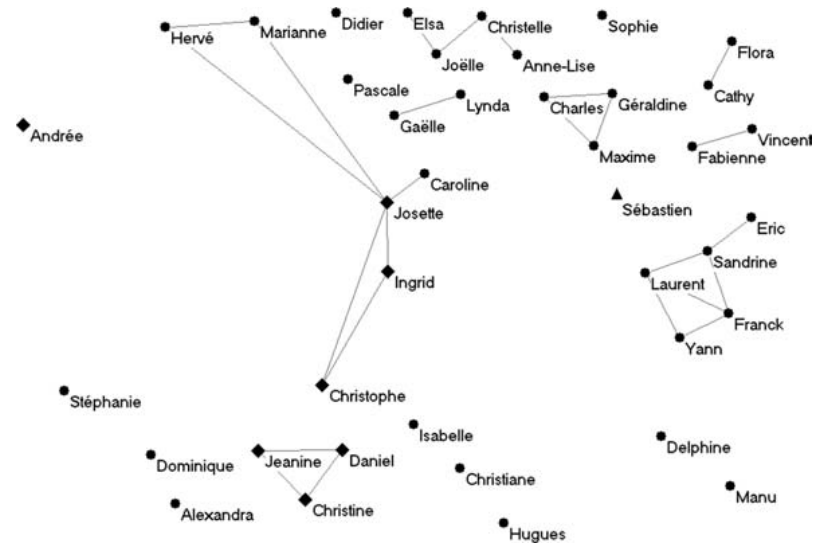 Hervé
Marianne
Didier
Elsa
Christelle
Sophie
Joëlle
Anne-Lise
Flora
Pascale
Lynda
Charles
Géraldine
Cathy
Gaëlle
Andrée
Maxime
Fabienne
Vincent
Caroline
Josette
Sébastien
Eric
Sandrine
Ingrid
Laurent
Franck
Yann
Christophe
Stéphanie
Isabelle
Delphine
Dominique
Jeanine
Daniel
Christiane
Manu
Alexandra
Christine
Hugues